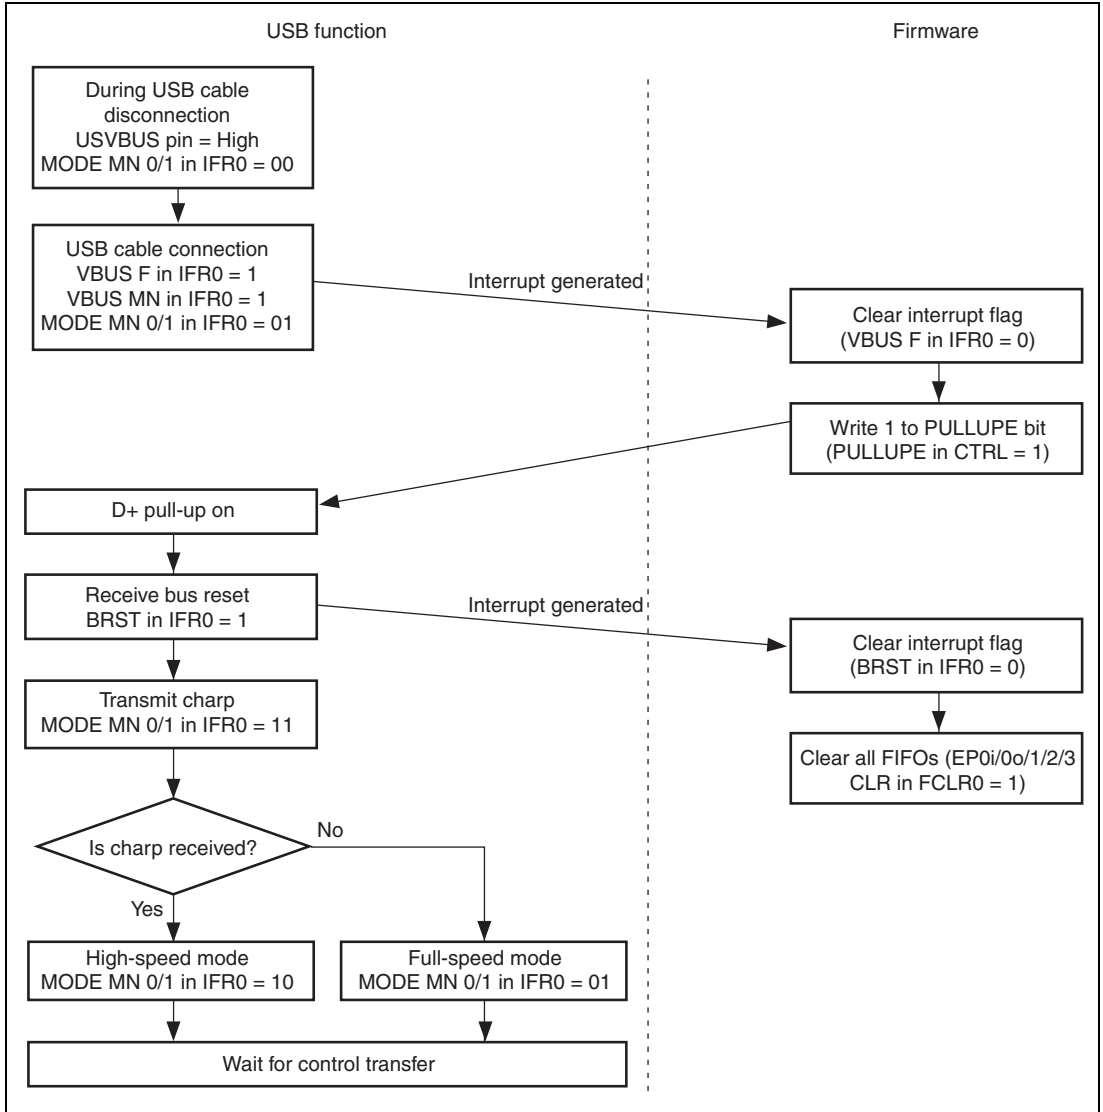 USB function
Firmware
During USB cable
disconnection
USVBUS pin = High
MODE MN 0/1 in IFR0 = 00
USB cable connection
VBUS F in IFR0 = 1
VBUS MN in IFR0 = 1
MODE MN 0/1 in IFR0 = 01
Interrupt generated
Clear interrupt flag
(VBUS F in IFR0 = 0)
Write 1 to PULLUPE bit
(PULLUPE in CTRL = 1)
D+ pull-up on
Receive bus reset
BRST in IFR0 = 1
Interrupt generated
Clear interrupt flag
(BRST in IFR0 = 0)
Transmit charp
MODE MN 0/1 in IFR0 = 11
Clear all FIFOs (EP0i/0o/1/2/3
CLR in FCLR0 = 1)
Is charp received?
No
Yes
High-speed mode
MODE MN 0/1 in IFR0 = 10
Full-speed mode
MODE MN 0/1 in IFR0 = 01
Wait for control transfer